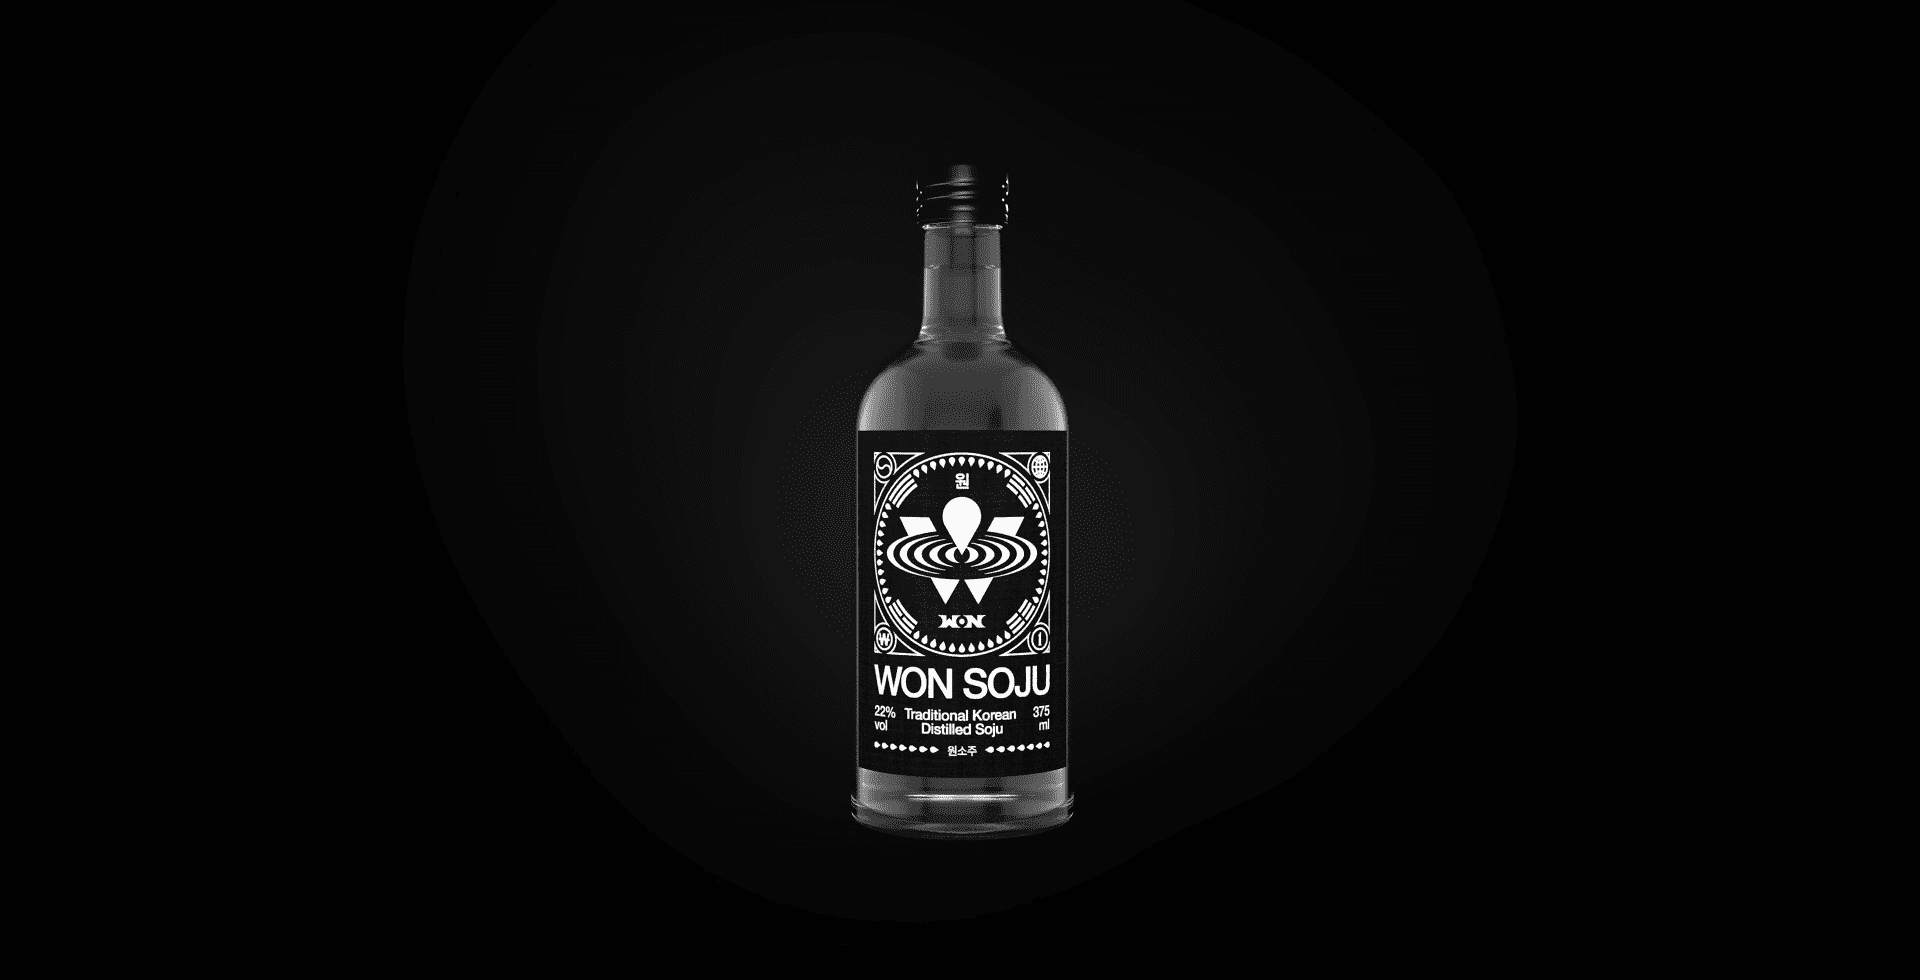 원
WON
WON SOJU
22% vol
Traditional Korean
Distilled Soju
375 ml
원소주